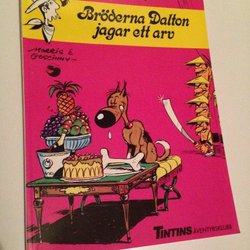 Bröderna Dalton
jagar ett arv
MORRIS &
GOSCINNY
TINTINS ÄVENTYRSKLUBB